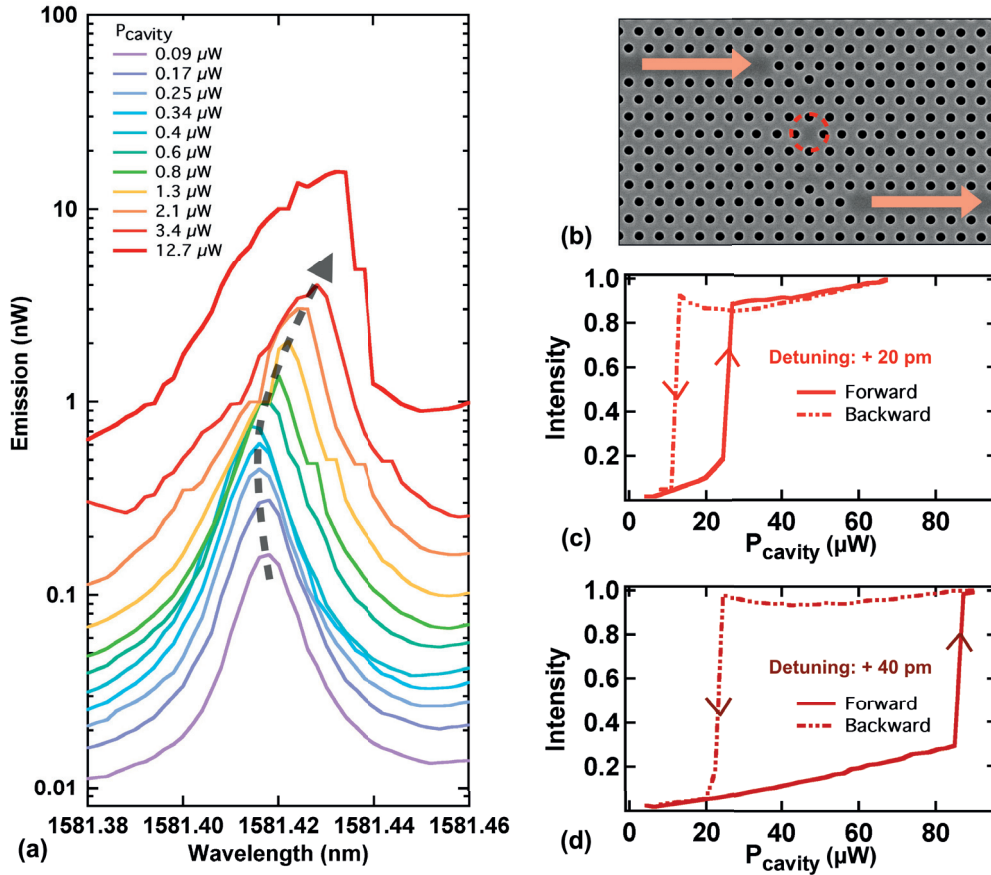 P_cavity
0.09 µW
0.17 µW
0.25 µW
0.34 µW
0.4 µW
0.6 µW
0.8 µW
1.3 µW
2.1 µW
3.4 µW
12.7 µW
100
10
1
0.1
0.01
Emission (nW)
1581.38 1581.40 1581.42 1581.44 1581.46
Wavelength (nm)
(a)
(b)
1.0
0.8
0.6
0.4
0.2
Intensity
Detuning: + 20 pm
Forward
Backward
0 20 40 60 80
P_cavity (µW)
(c)
1.0
0.8
0.6
0.4
0.2
Intensity
Detuning: + 40 pm
Forward
Backward
0 20 40 60 80
P_cavity (µW)
(d)